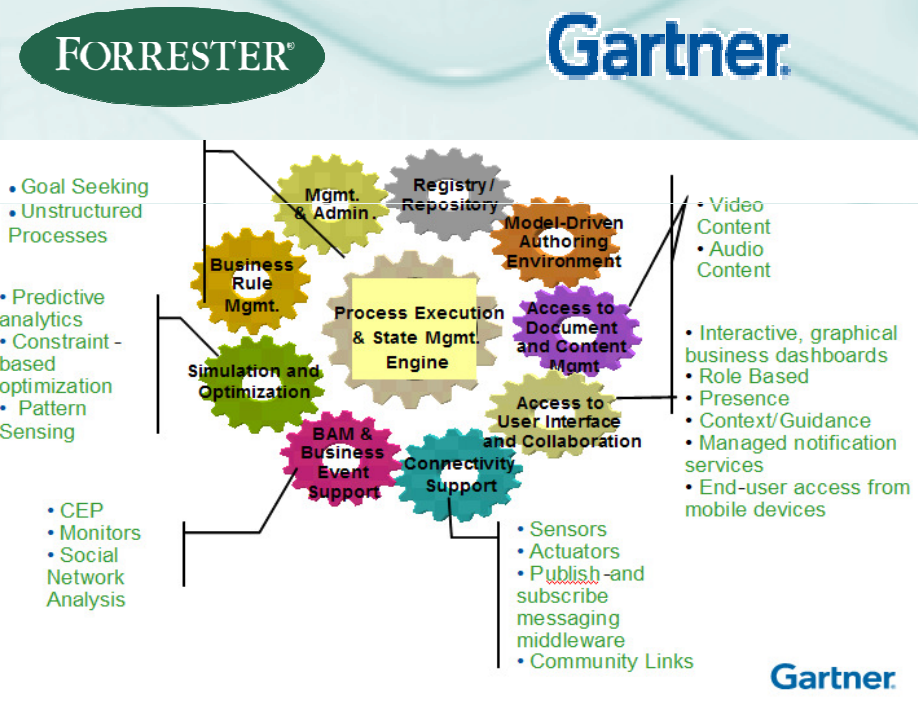 FORRESTER®
Gartner.
• Goal Seeking
• Unstructured
Processes
• Predictive
analytics
• Constraint -
based
optimization
• Pattern
Sensing
• CEP
• Monitors
• Social
Network
Analysis
Mgmt.
& Admin .
Registry/
Repository
Model-Driven
Authoring
Environment
Business
Rule
Mgmt.
Process Execution
& State Mgmt.
Engine
Access to
Document
and Content
Mgmt
Simulation and
Optimization
Access to
User Interface
and Collaboration
BAM &
Business
Event
Support
Connectivity
Support
• Video
Content
• Audio
Content
• Interactive, graphical
business dashboards
• Role Based
• Presence
• Context/Guidance
• Managed notification
services
• End-user access from
mobile devices
• Sensors
• Actuators
• Publish -and
subscribe
messaging
middleware
• Community Links
Gartner.